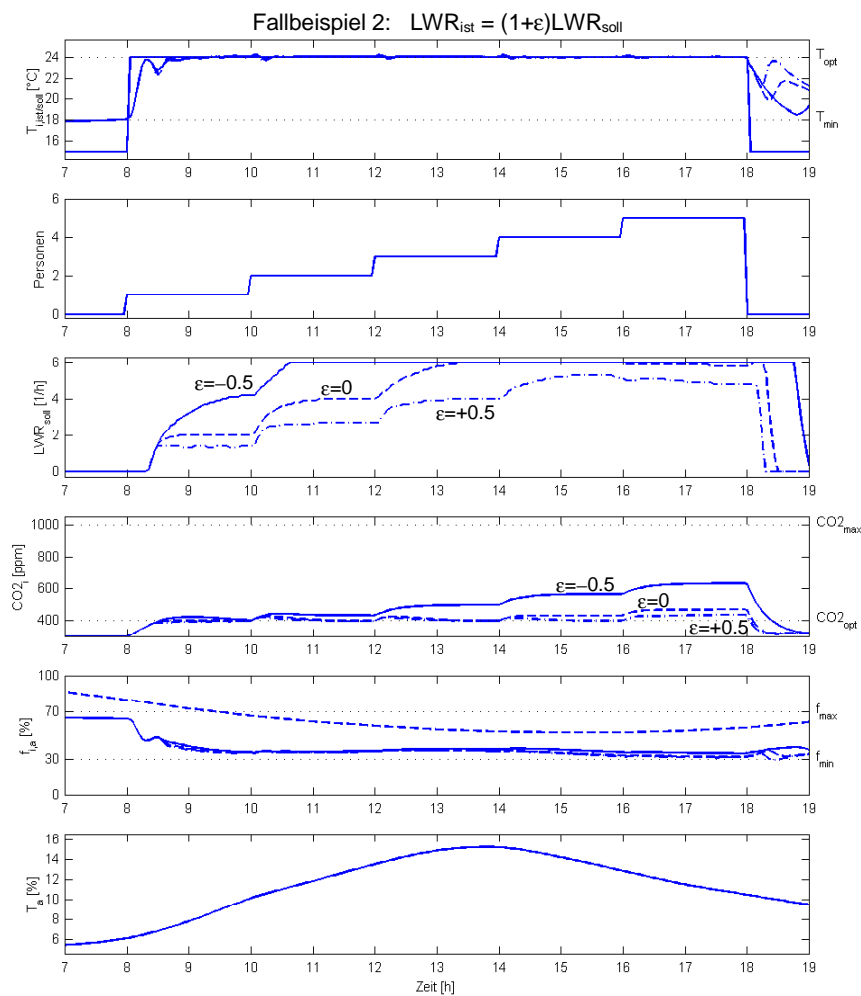 Fallbeispiel 2: LWRist = (1+ε)LWRsoll
Ti,ist/soll [°C]
24
22
20
18
16
Topt
Tmin
7 8 9 10 11 12 13 14 15 16 17 18 19
Personen
6
4
2
0
7 8 9 10 11 12 13 14 15 16 17 18 19
LWRsoll [1/h]
6
4
2
0
ε=−0.5
ε=0
ε=+0.5
7 8 9 10 11 12 13 14 15 16 17 18 19
CO2i [ppm]
1000
800
600
400
CO2max
ε=−0.5
ε=0
CO2opt
ε=+0.5
7 8 9 10 11 12 13 14 15 16 17 18 19
fi,a [%]
100
70
30
0
fmax
fmin
7 8 9 10 11 12 13 14 15 16 17 18 19
Ta [%]
16
14
12
10
8
6
7 8 9 10 11 12 13 14 15 16 17 18 19
Zeit [h]